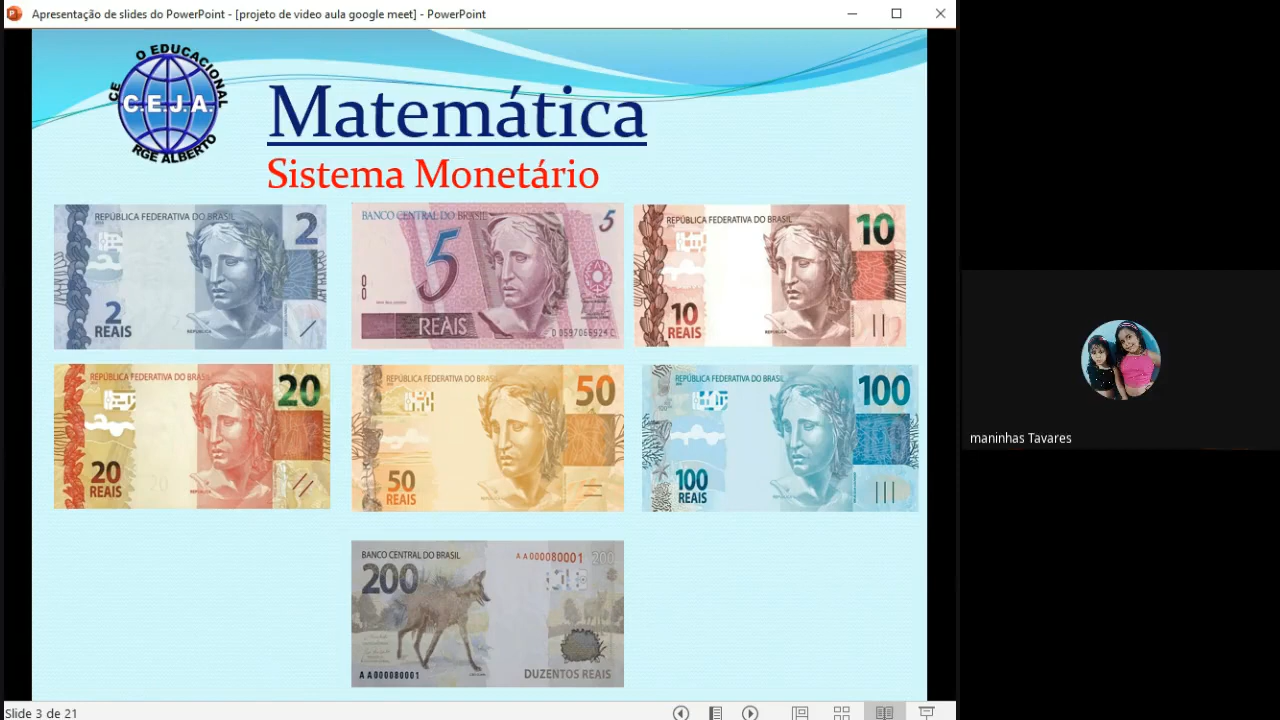 Apresentação de slides do PowerPoint - [projeto de video aula google meet] - PowerPoint
CE O EDUCACIONAL
C.E.J.A.
RGE ALBERTO
Matemática
Sistema Monetário
REPÚBLICA FEDERATIVA DO BRASIL
2
2
REAIS
BANCO CENTRAL DO BRASIL
5
5
REAIS
REPÚBLICA FEDERATIVA DO BRASIL
10
10
REAIS
REPÚBLICA FEDERATIVA DO BRASIL
20
20
REAIS
REPÚBLICA FEDERATIVA DO BRASIL
50
50
REAIS
REPÚBLICA FEDERATIVA DO BRASIL
100
100
REAIS
BANCO CENTRAL DO BRASIL
AA000080001
200
200
AA000080001
DUZENTOS REAIS
maninhas Tavares
Slide 3 de 21